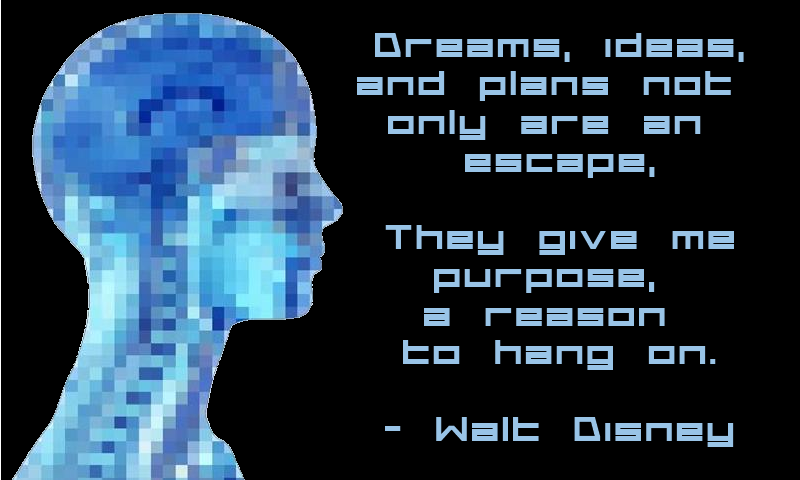 Dreams, ideas,
and plans not
only are an
escape,
They give me
purpose,
a reason
to hang on.
- Walt Disney